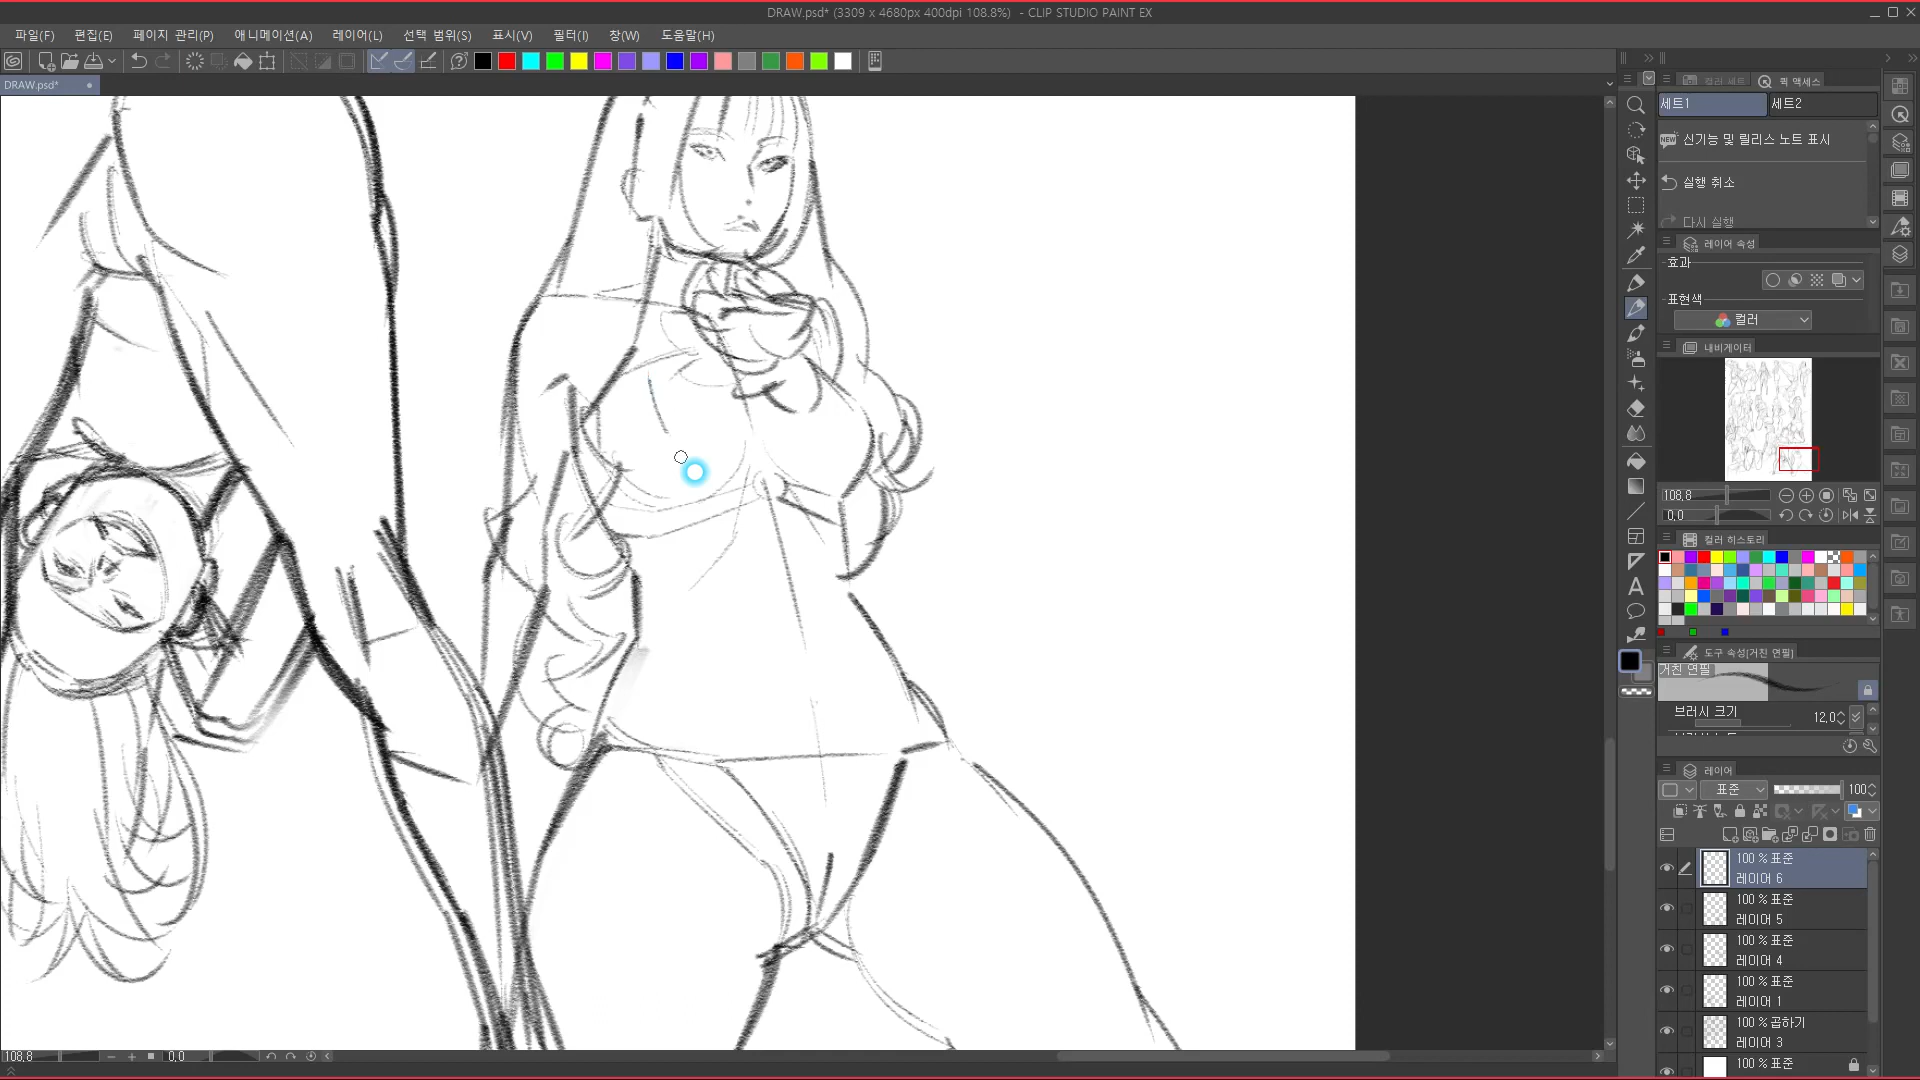 DRAW.psd* (3309 x 4680px 400dpi 108.8%) - CLIP STUDIO PAINT EX
파일(F) 편집(E) 페이지 관리(P) 애니메이션(A) 레이어(L) 선택 범위(S) 표시(V) 필터(I) 창(W) 도움말(H)
DRAW.psd*
컬러 세트 퀵 액세스
세트1 세트2
신기능 및 릴리스 노트 표시
실행 취소
다시 실행
레이어 속성
효과
표현색
컬러
내비게이터
108.8
0.0
컬러 히스토리
도구 속성[거친 연필]
거친 연필
브러시 크기 12.0
레이어
표준 100
100 % 표준
레이어 6
100 % 표준
레이어 5
100 % 표준
레이어 4
100 % 표준
레이어 1
100 % 곱하기
레이어 3
100 % 표준
108.8 0.0